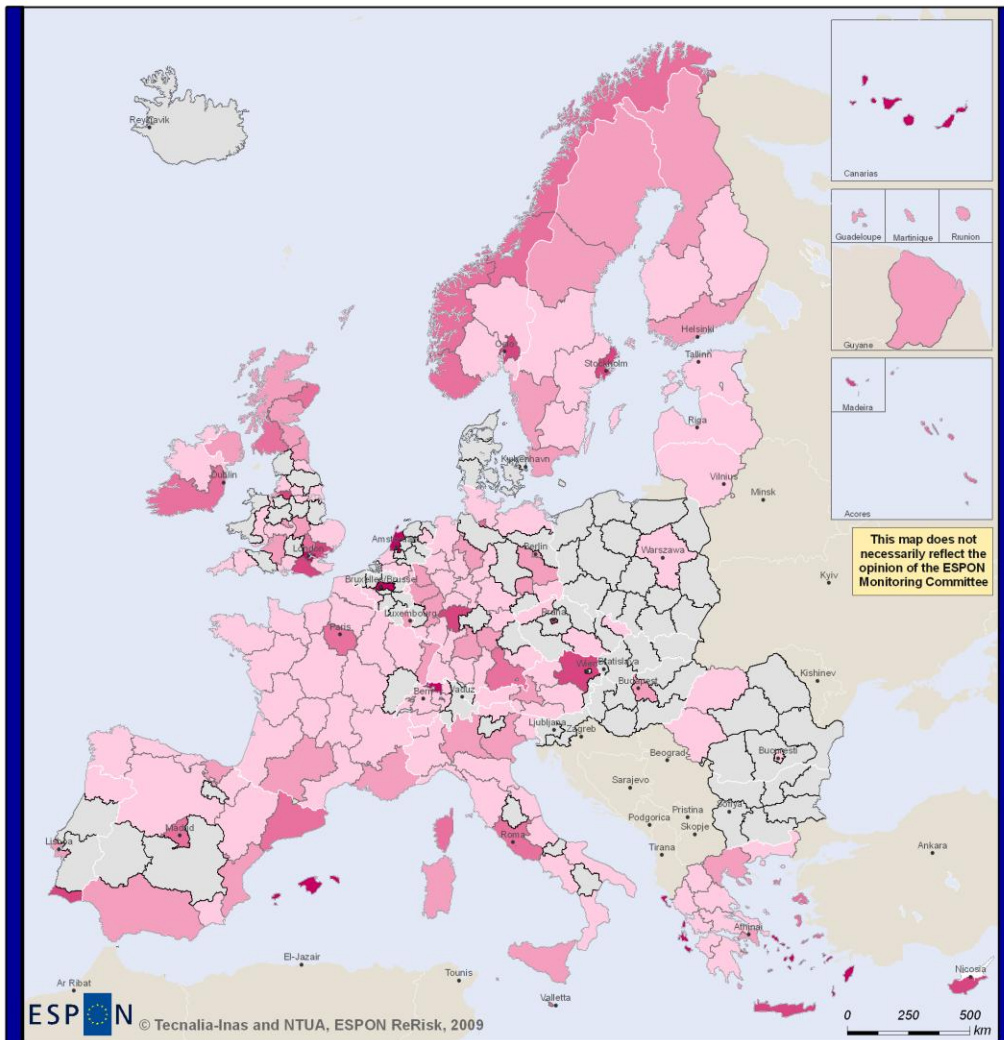 Reykjavik
Canarias
Guadeloupe
Martinique
Riunion
Guyane
Madeira
Acores
This map does not
necessarily reflect the
opinion of the ESPON
Monitoring Committee
Oslo
Stockholm
Helsinki
Tallinn
Riga
Vilnius
Minsk
København
Dublin
London
Amsterdam
Berlin
Warszawa
Kyiv
Bruxelles/Brussel
Luxembourg
Praha
Paris
Wien
Bratislava
Budapest
Kishinev
Bern
Vaduz
Ljubljana
Zagreb
Beograd
Bucuresti
Sarajevo
Pristina
Sofiya
Podgorica
Skopje
Tirana
Ankara
Madrid
Lisboa
Roma
Athinai
Nicosia
El-Jazair
Tounis
Valletta
Ar Ribat
ESPON
© Tecnalia-Inas and NTUA, ESPON ReRisk, 2009
0 250 500
km